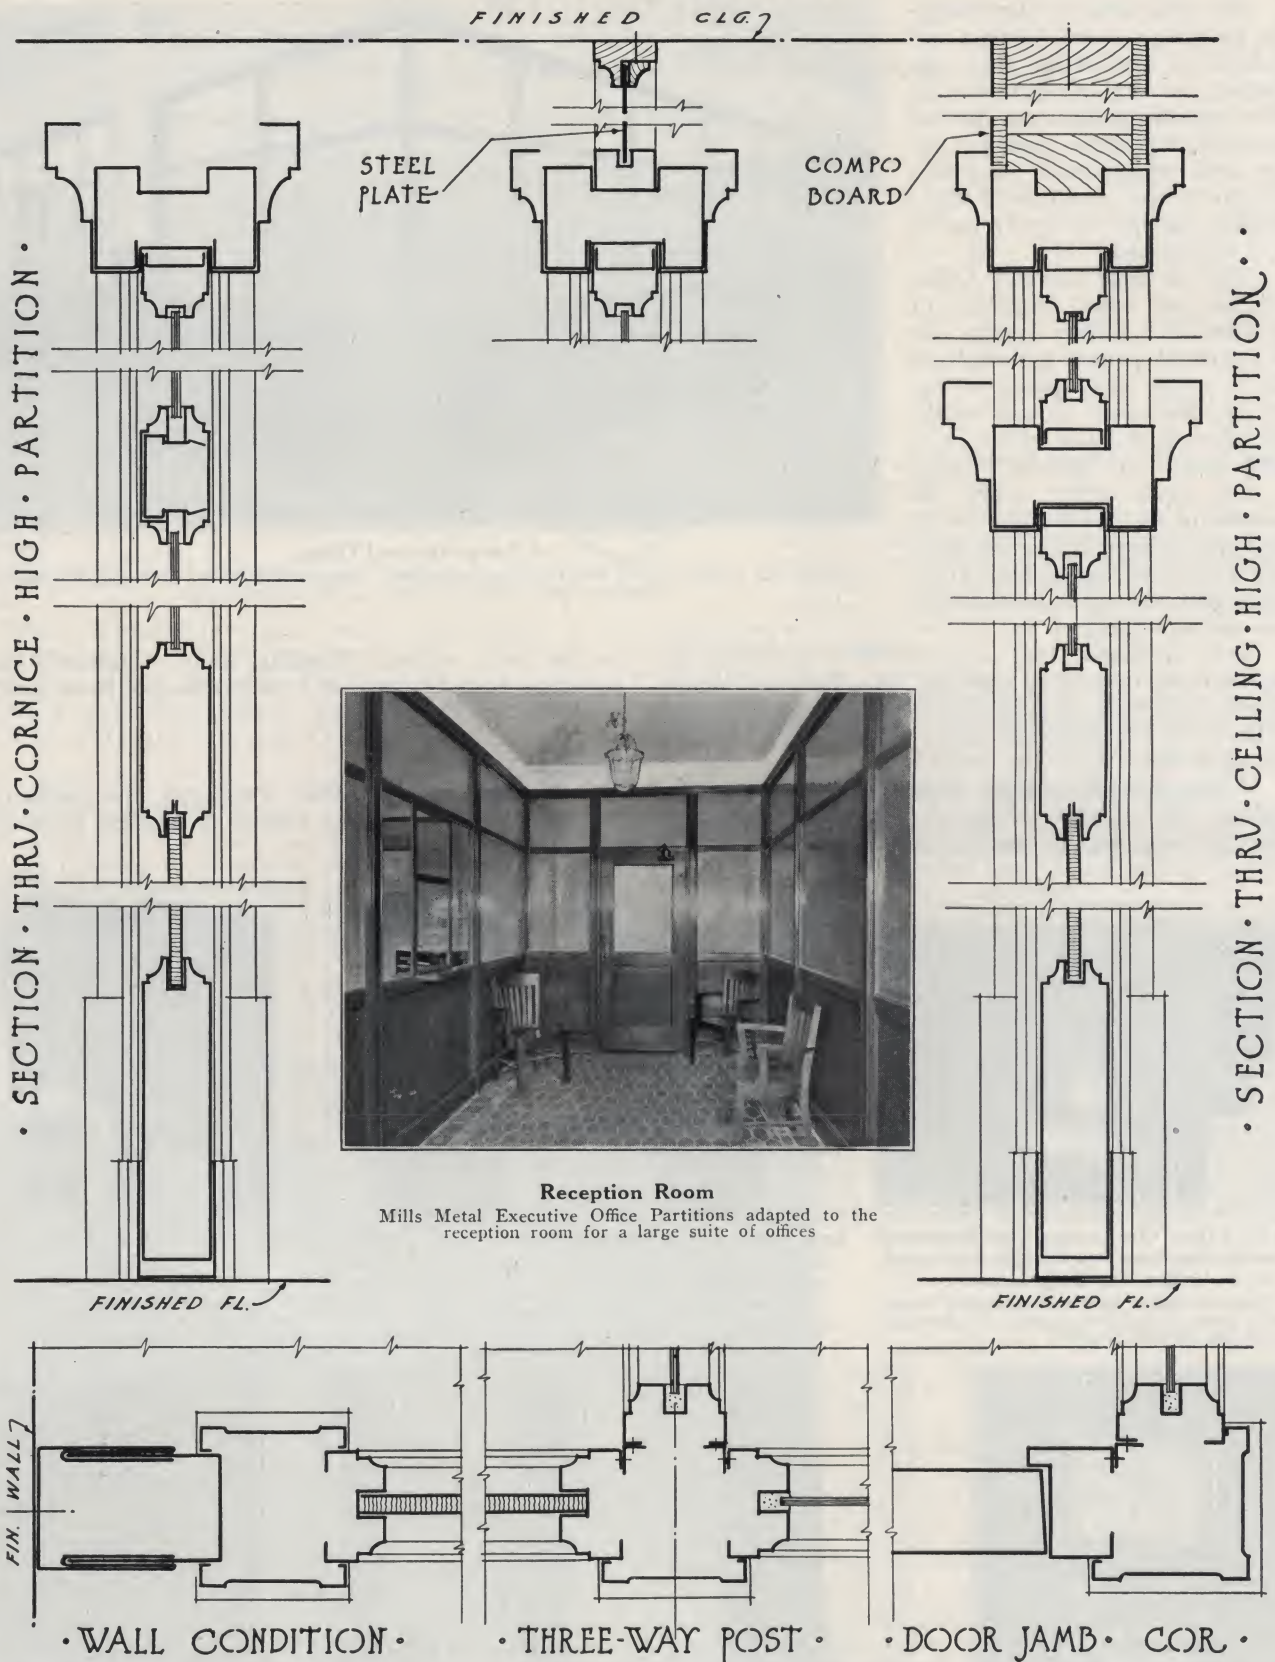 FINISHED CLG.
STEEL
PLATE
COMPO
BOARD
· SECTION · THRU · CORNICE · HIGH · PARTITION ·
· SECTION · THRU · CEILING · HIGH · PARTITION ·
Reception Room
Mills Metal Executive Office Partitions adapted to the
reception room for a large suite of offices
FINISHED FL.
FINISHED FL.
FIN. WALL
· WALL CONDITION ·
· THREE-WAY POST ·
· DOOR JAMB · COR ·